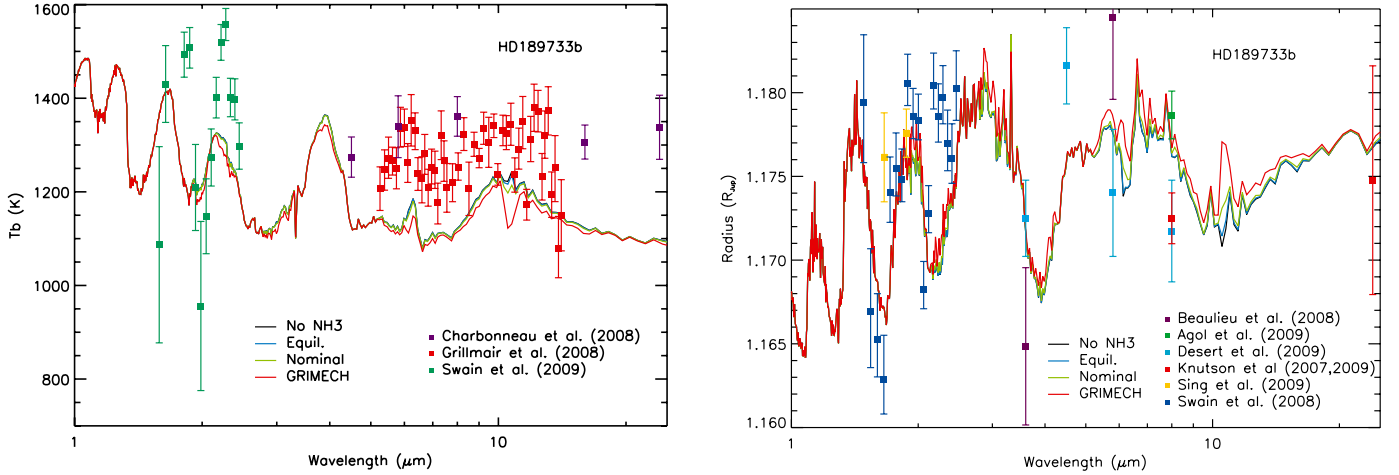 1600
1400
1200
1000
800
Tb (K)
HD189733b
No NH3
Equil.
Nominal
GRIMECH
Charbonneau et al. (2008)
Grillmair et al. (2008)
Swain et al. (2009)
1
10
Wavelength (μm)
1.180
1.175
1.170
1.165
1.160
Radius (RJup)
HD189733b
No NH3
Equil.
Nominal
GRIMECH
Beaulieu et al. (2008)
Agol et al. (2009)
Desert et al. (2009)
Knutson et al (2007,2009)
Sing et al. (2009)
Swain et al. (2008)
1
10
Wavelength (μm)